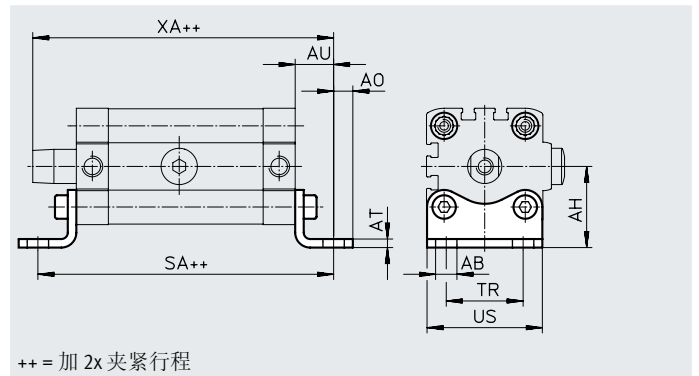 XA++
AU
AO
AT
AH
SA++
AB
TR
US
++ = 加 2x 夹紧行程